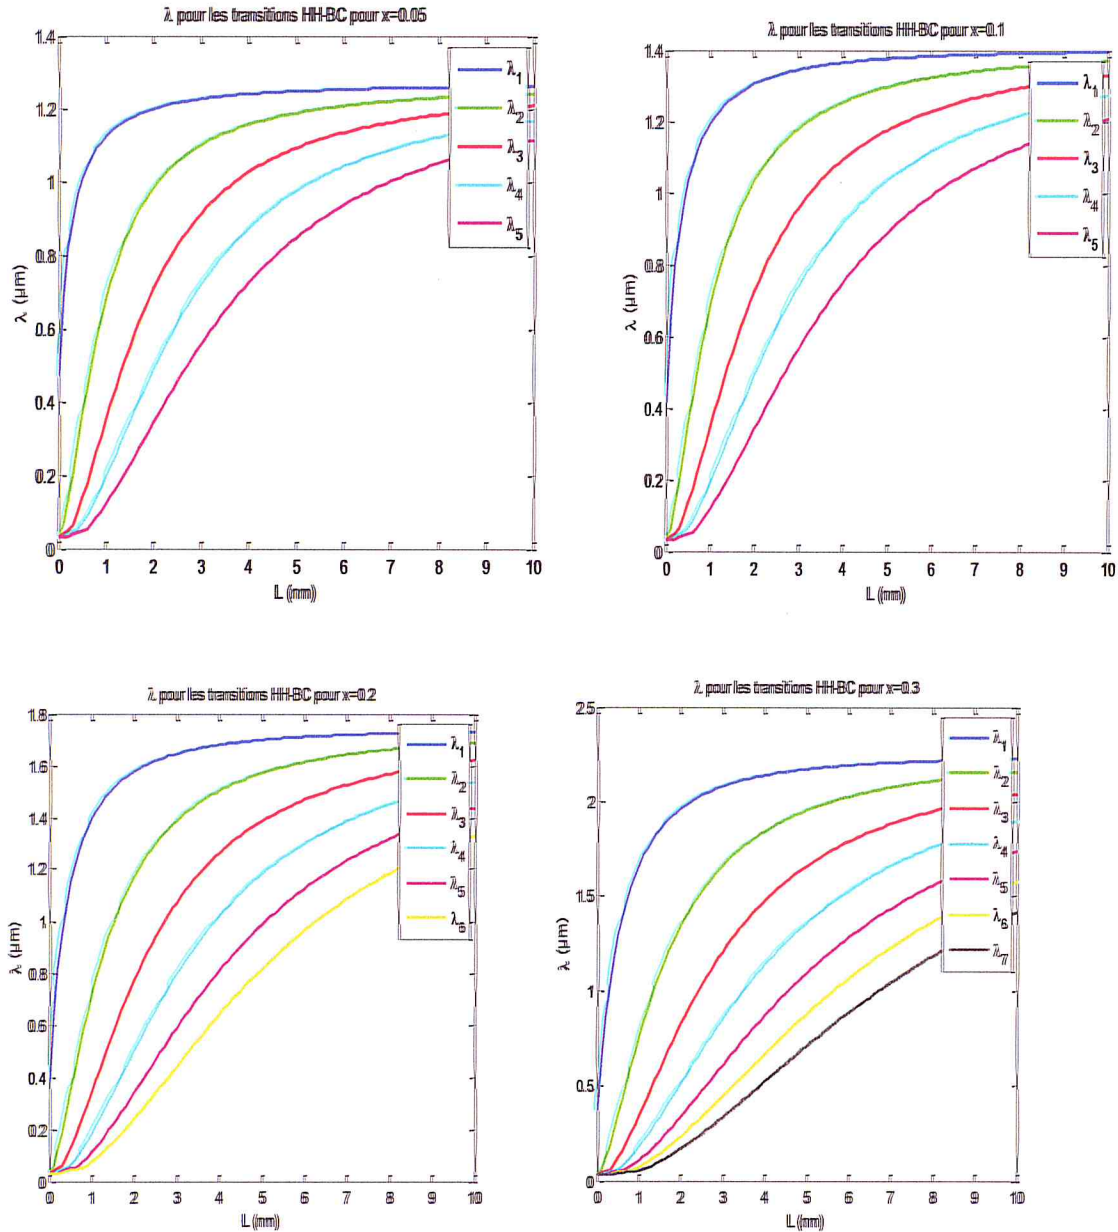 λ pour les transitions HH-BC pour x=0.05
1.4
1.2
1
0.8
0.6
0.4
0.2
0
λ (μm)
λ1
λ2
λ3
λ4
λ5
0 1 2 3 4 5 6 7 8 9 10
L (nm)
λ pour les transitions HH-BC pour x=0.1
1.4
1.2
1
0.8
0.6
0.4
0.2
0
λ (μm)
λ1
λ2
λ3
λ4
λ5
0 1 2 3 4 5 6 7 8 9 10
L (nm)
λ pour les transitions HH-BC pour x=0.2
1.8
1.6
1.4
1.2
1
0.8
0.6
0.4
0.2
0
λ (μm)
λ1
λ2
λ3
λ4
λ5
λ6
0 1 2 3 4 5 6 7 8 9 10
L (nm)
λ pour les transitions HH-BC pour x=0.3
2.5
2
1.5
1
0.5
0
λ (μm)
λ1
λ2
λ3
λ4
λ5
λ6
λ7
0 1 2 3 4 5 6 7 8 9 10
L (nm)